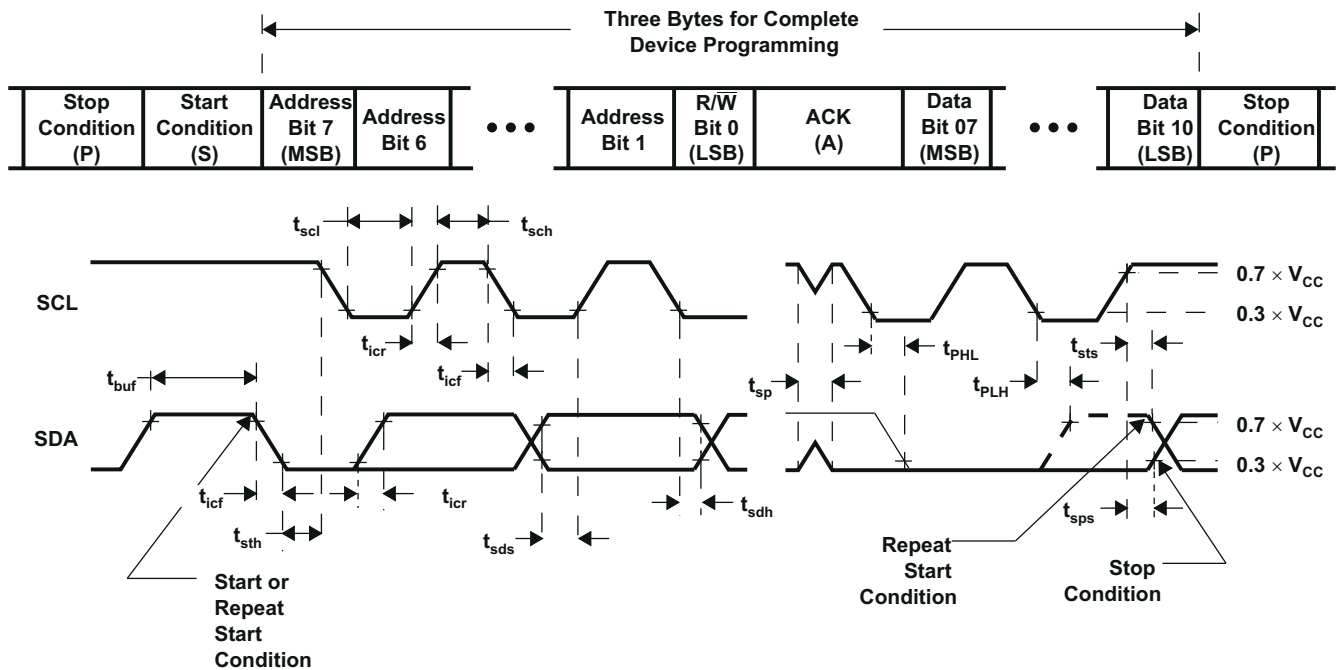 Three Bytes for Complete
Device Programming
Stop
Condition
(P)
Start
Condition
(S)
Address
Bit 7
(MSB)
Address
Bit 6
•••
Address
Bit 1
R/W̅
Bit 0
(LSB)
ACK
(A)
Data
Bit 07
(MSB)
•••
Data
Bit 10
(LSB)
Stop
Condition
(P)
tscl
tsch
SCL
0.7 × VCC
0.3 × VCC
ticr
tPHL
tsts
tbuf
ticf
tsp
tPLH
SDA
0.7 × VCC
0.3 × VCC
ticf
ticr
tsdh
tsps
tsth
tsds
Start or
Repeat
Start
Condition
Repeat
Start
Condition
Stop
Condition